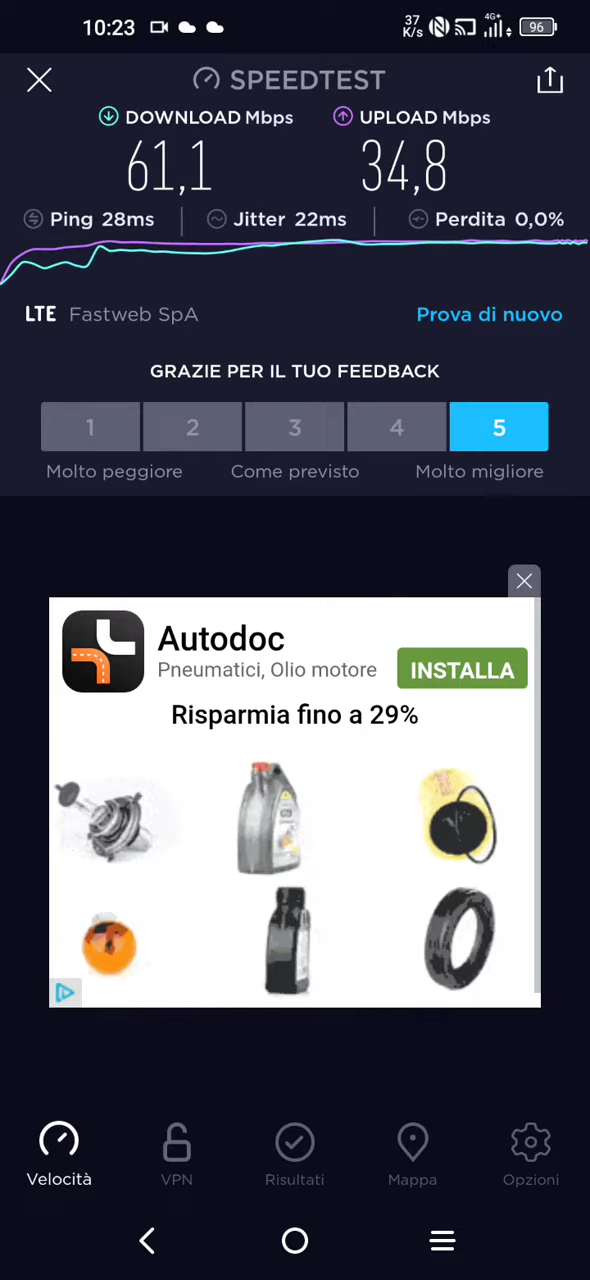 10:23 37 K/s 4G+ 96
SPEEDTEST
DOWNLOAD Mbps UPLOAD Mbps
61,1 34,8
Ping 28ms Jitter 22ms Perdita 0,0%
LTE Fastweb SpA Prova di nuovo
GRAZIE PER IL TUO FEEDBACK
1 2 3 4 5
Molto peggiore Come previsto Molto migliore
Autodoc
Pneumatici, Olio motore INSTALLA
Risparmia fino a 29%
Velocità VPN Risultati Mappa Opzioni